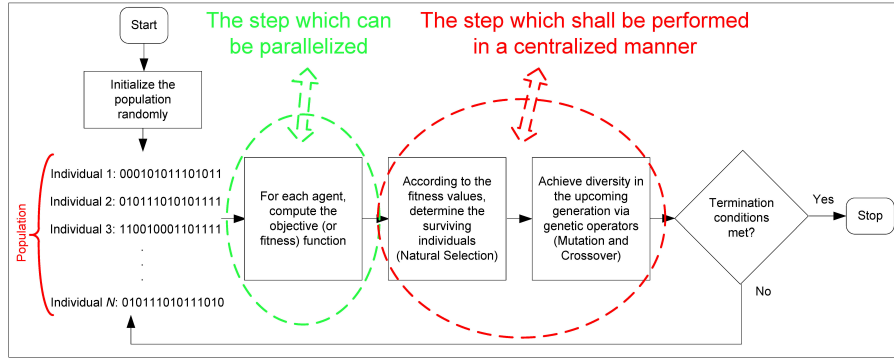 Start
The step which can
be parallelized
The step which shall be performed
in a centralized manner
Initialize the
population
randomly
Population
Individual 1: 000101011101011
Individual 2: 010111010101111
Individual 3: 110010001101111
.
.
.
.
Individual N: 010111010111010
For each agent,
compute the
objective (or
fitness) function
According to the
fitness values,
determine the
surviving
individuals
(Natural Selection)
Achieve diversity in
the upcoming
generation via
genetic operators
(Mutation and
Crossover)
Termination
conditions
met?
Yes
Stop
No